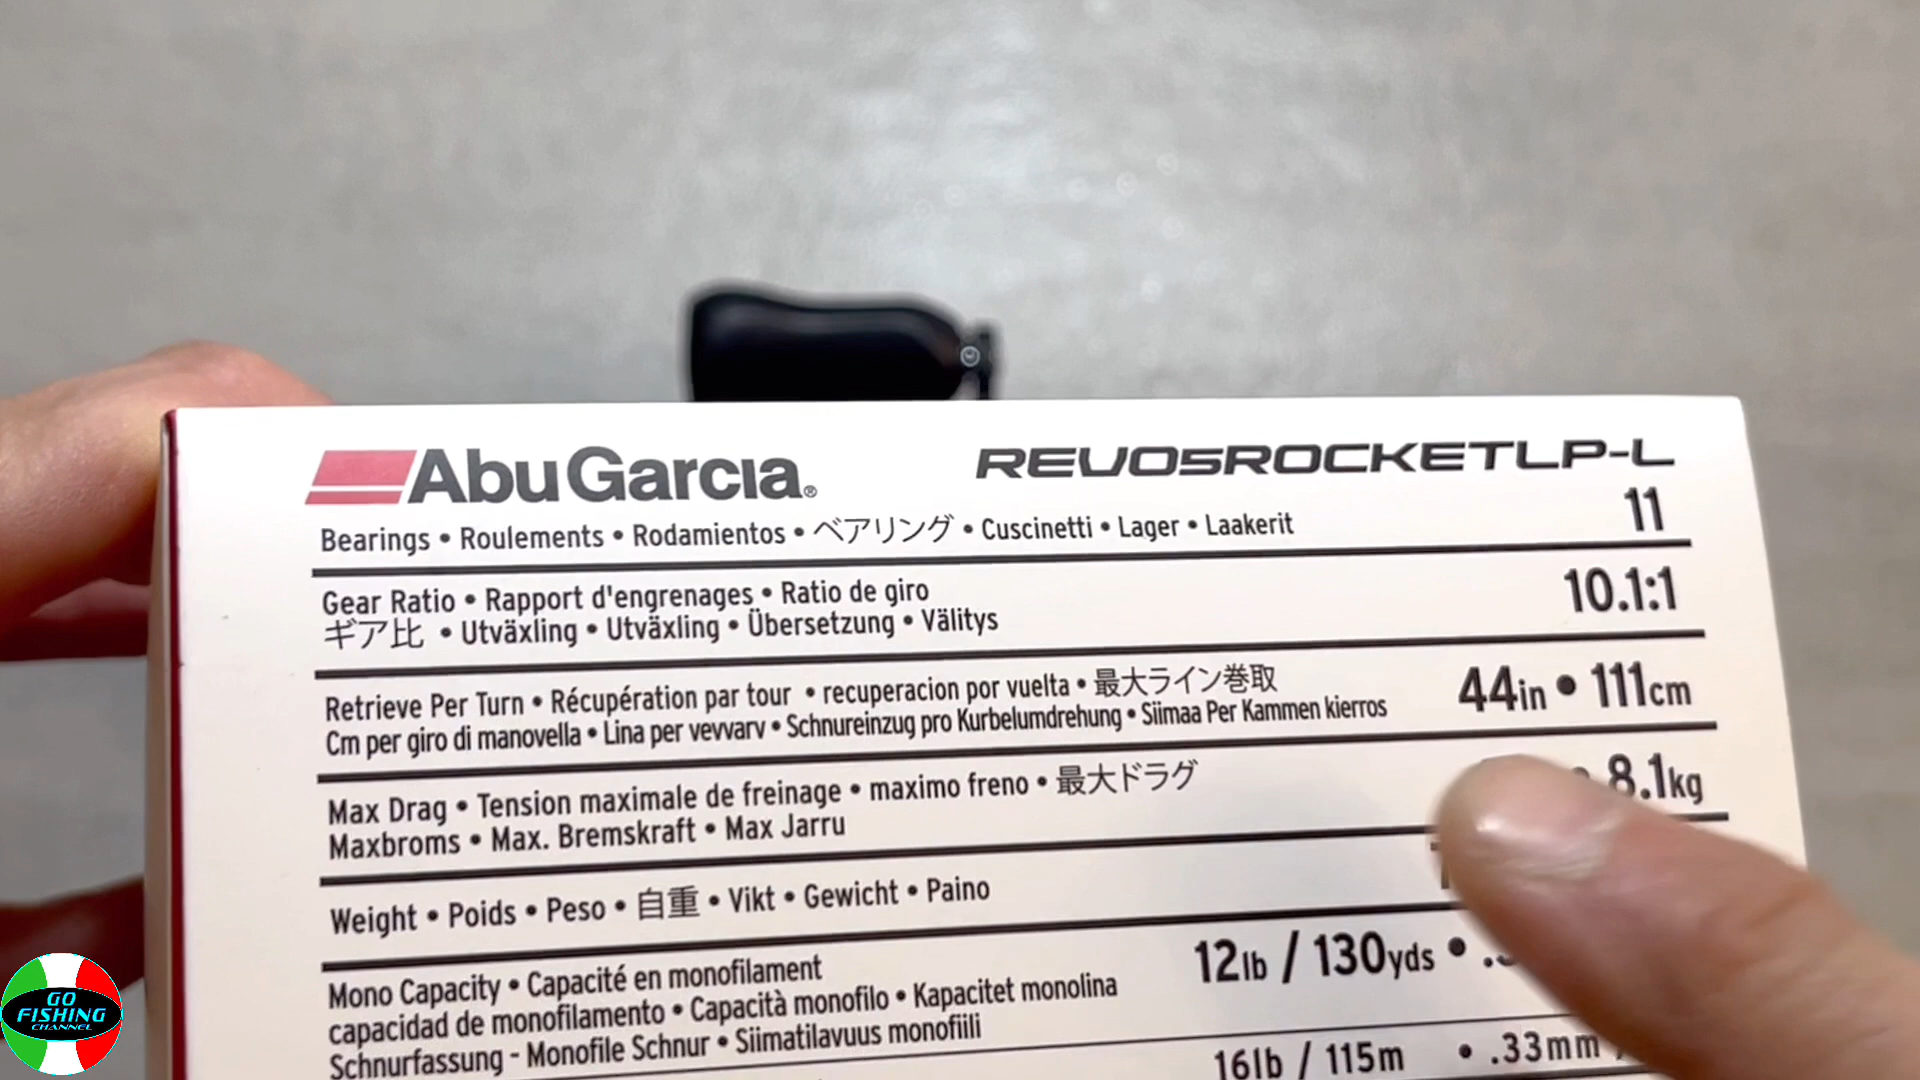 Abu Garcia®
REVO5ROCKETLP-L
Bearings • Roulements • Rodamientos • ベアリング • Cuscinetti • Lager • Laakerit 11
Gear Ratio • Rapport d'engrenages • Ratio de giro 10.1:1
ギア比 • Utväxling • Utväxling • Übersetzung • Välitys
Retrieve Per Turn • Récupération par tour • recuperacion por vuelta • 最大ライン巻取 44in • 111cm
Cm per giro di manovella • Lina per vevvarv • Schnureinzug pro Kurbelumdrehung • Siimaa Per Kammen kierros
Max Drag • Tension maximale de freinage • maximo freno • 最大ドラグ • 8.1kg
Maxbroms • Max. Bremskraft • Max Jarru
Weight • Poids • Peso • 自重 • Vikt • Gewicht • Paino
Mono Capacity • Capacité en monofilament 12lb / 130yds •
capacidad de monofilamento • Capacità monofilo • Kapacitet monolina
Schnurfassung - Monofile Schnur • Siimatilavuus monofiili
16lb / 115m • .33mm
GO
FISHING
CHANNEL